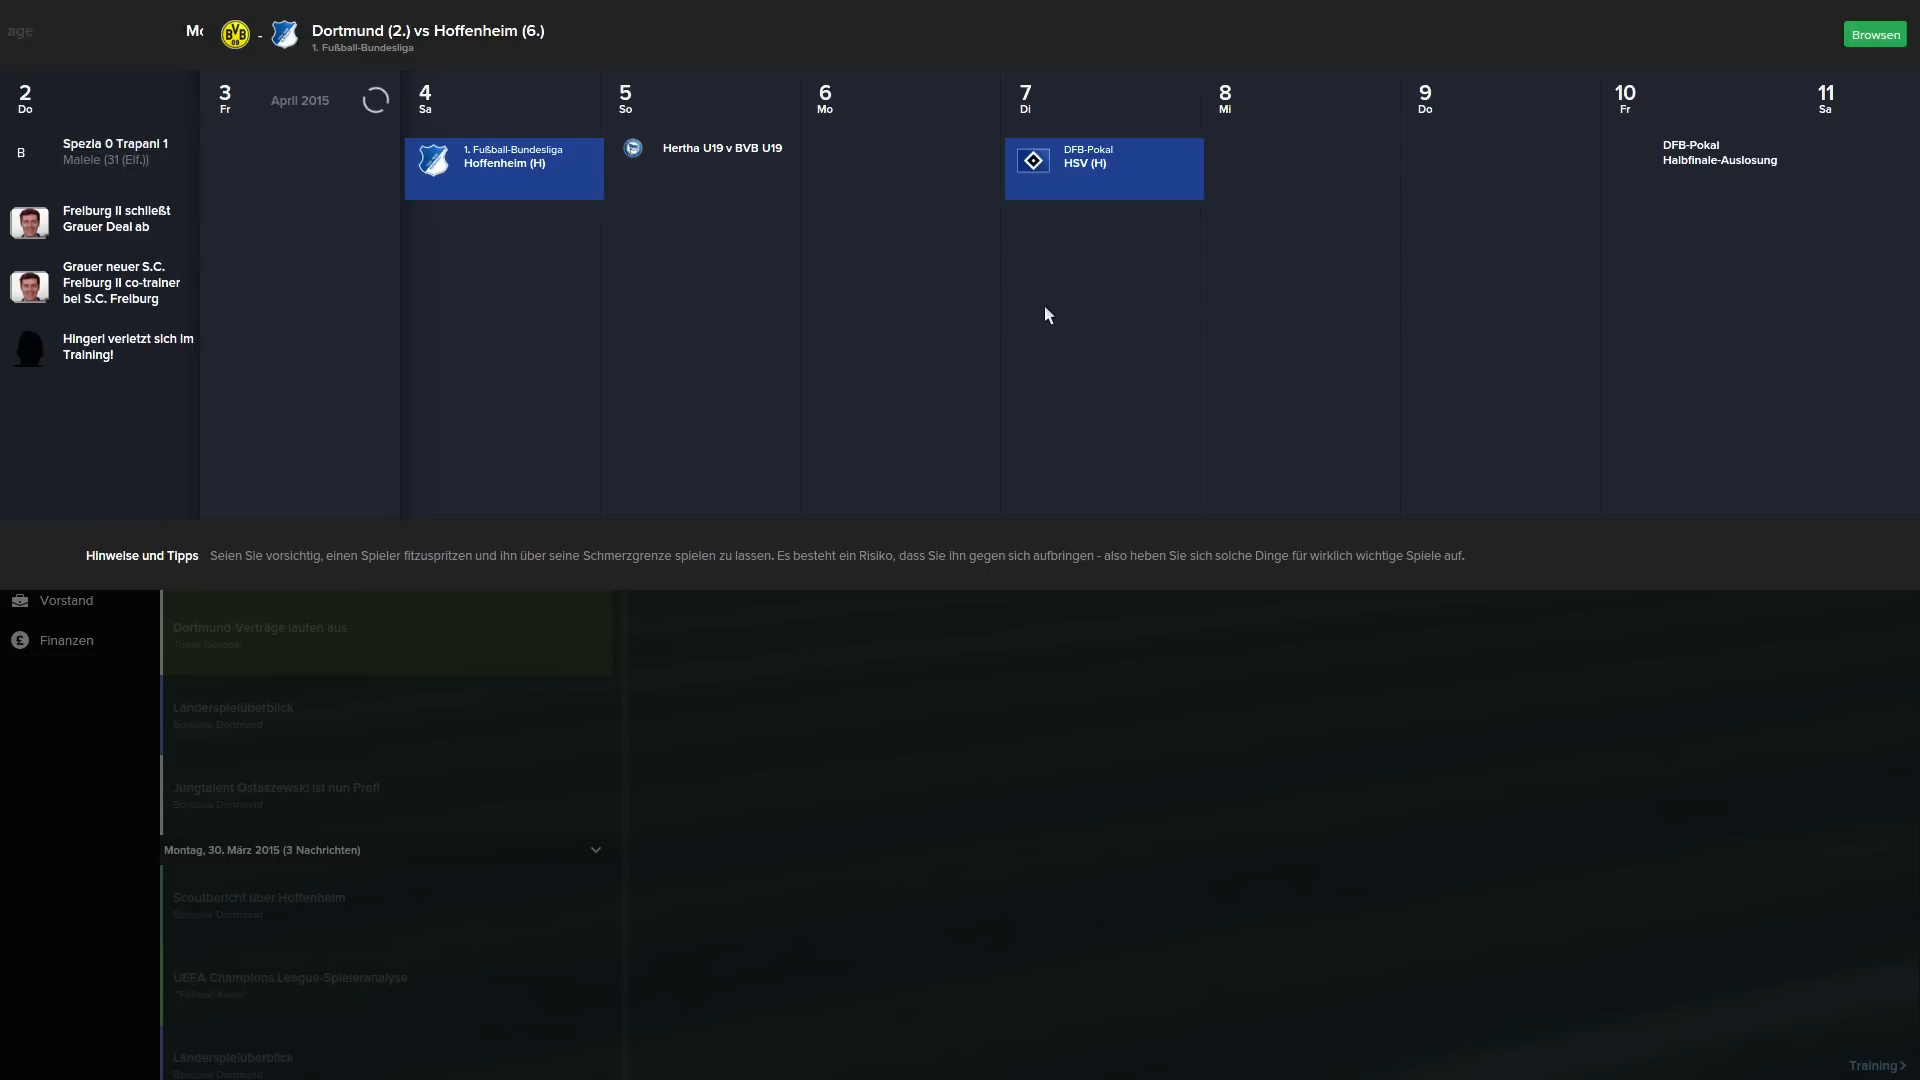 age
Mo
Dortmund (2.) vs Hoffenheim (6.)
1. Fußball-Bundesliga
Browsen
2
Do
3
Fr
April 2015
4
Sa
5
So
6
Mo
7
Di
8
Mi
9
Do
10
Fr
11
Sa
B
Spezia 0 Trapani 1
Malele (31 (Elf.))
Freiburg II schließt
Grauer Deal ab
Grauer neuer S.C.
Freiburg II co-trainer
bei S.C. Freiburg
Hingerl verletzt sich im
Training!
1. Fußball-Bundesliga
Hoffenheim (H)
Hertha U19 v BVB U19
DFB-Pokal
HSV (H)
DFB-Pokal
Halbfinale-Auslosung
Hinweise und Tipps
Seien Sie vorsichtig, einen Spieler fitzuspritzen und ihn über seine Schmerzgrenze spielen zu lassen. Es besteht ein Risiko, dass Sie ihn gegen sich aufbringen - also heben Sie sich solche Dinge für wirklich wichtige Spiele auf.
Vorstand
Finanzen
Dortmund-Verträge laufen aus
Länderspielüberblick
Borussia Dortmund
Jungtalent Ostaszewski ist nun Profi
Borussia Dortmund
Montag, 30. März 2015 (3 Nachrichten)
Scoutbericht über Hoffenheim
Borussia Dortmund
UEFA Champions League-Spieleranalyse
Länderspielüberblick
Borussia Dortmund
Training